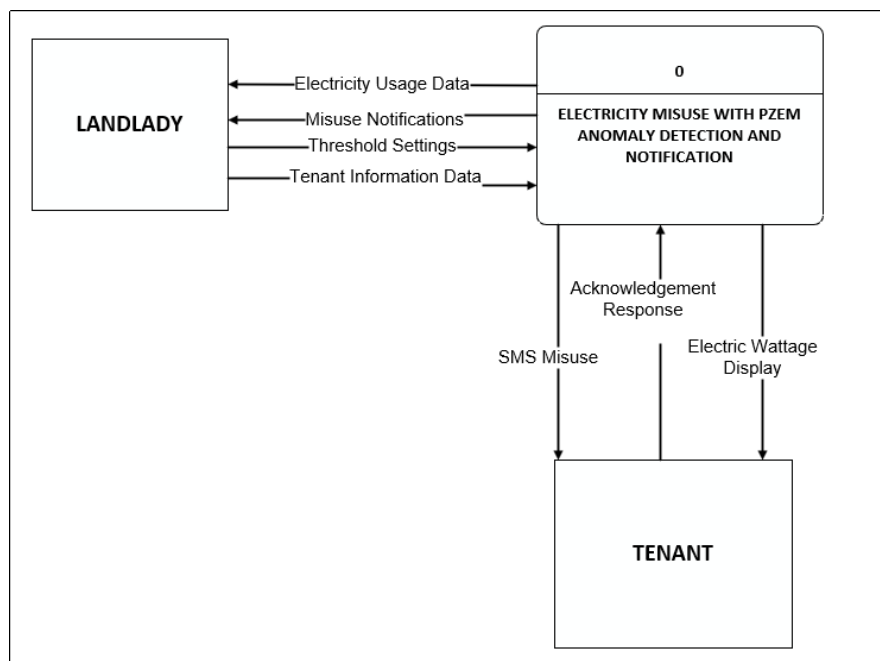 0
LANDLADY
Electricity Usage Data
Misuse Notifications
Threshold Settings
Tenant Information Data
ELECTRICITY MISUSE WITH PZEM
ANOMALY DETECTION AND
NOTIFICATION
Acknowledgement
Response
SMS Misuse
Electric Wattage
Display
TENANT